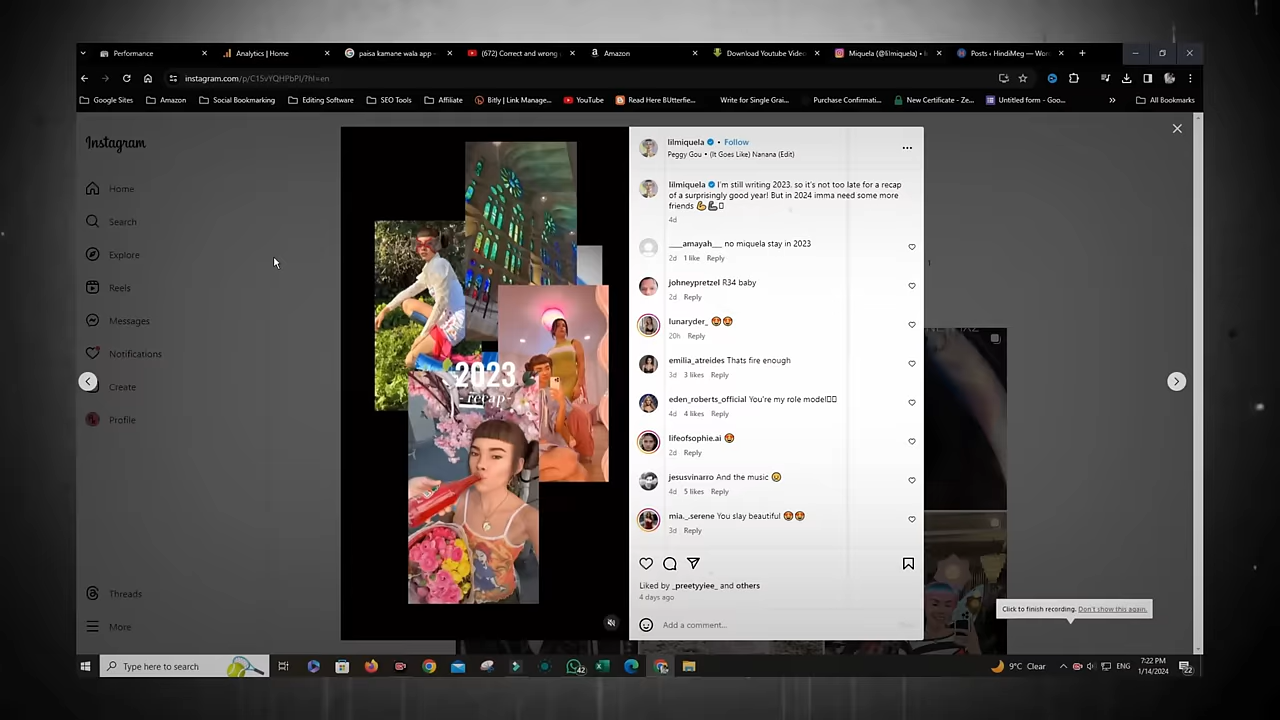 Performance
Analytics | Home
paisa kamane wala app -
(672) Correct and wrong
Amazon
Download Youtube Video
Miquela (@lilmiquela) •
Posts ‹ HindiMeg — Wor
instagram.com/p/C15vYQHPbPI/?hl=en
Google Sites
Amazon
Social Bookmarking
Editing Software
SEO Tools
Affiliate
Bitly | Link Manage...
YouTube
Read Here BUtterfie...
Write for Single Grai...
Purchase Confirmati...
New Certificate - Ze...
Untitled form - Goo...
All Bookmarks
Instagram
Home
Search
Explore
Reels
Messages
Notifications
Create
Profile
Threads
More
2023
- recap -
lilmiquela • Follow
Peggy Gou • (It Goes Like) Nanana (Edit)
lilmiquela I'm still writing 2023, so it's not too late for a recap
of a surprisingly good year! But in 2024 imma need some more
friends 💪🦾
4d
___amayah___ no miquela stay in 2023
2d 1 like Reply
johneypretzel R34 baby
2d Reply
lunaryder_ 😍😍
20h Reply
emilia_atreides Thats fire enough
3d 3 likes Reply
eden_roberts_official You're my role model
4d 4 likes Reply
lifeofsophie.ai 😍
2d Reply
jesusvinarro And the music
4d 5 likes Reply
mia._.serene You slay beautiful 😍😍
3d Reply
Liked by _preetyyiee_ and others
4 days ago
Add a comment...
1
Click to finish recording. Don't show this again.
Type here to search
42
9°C Clear
ENG
7:22 PM
1/14/2024
22